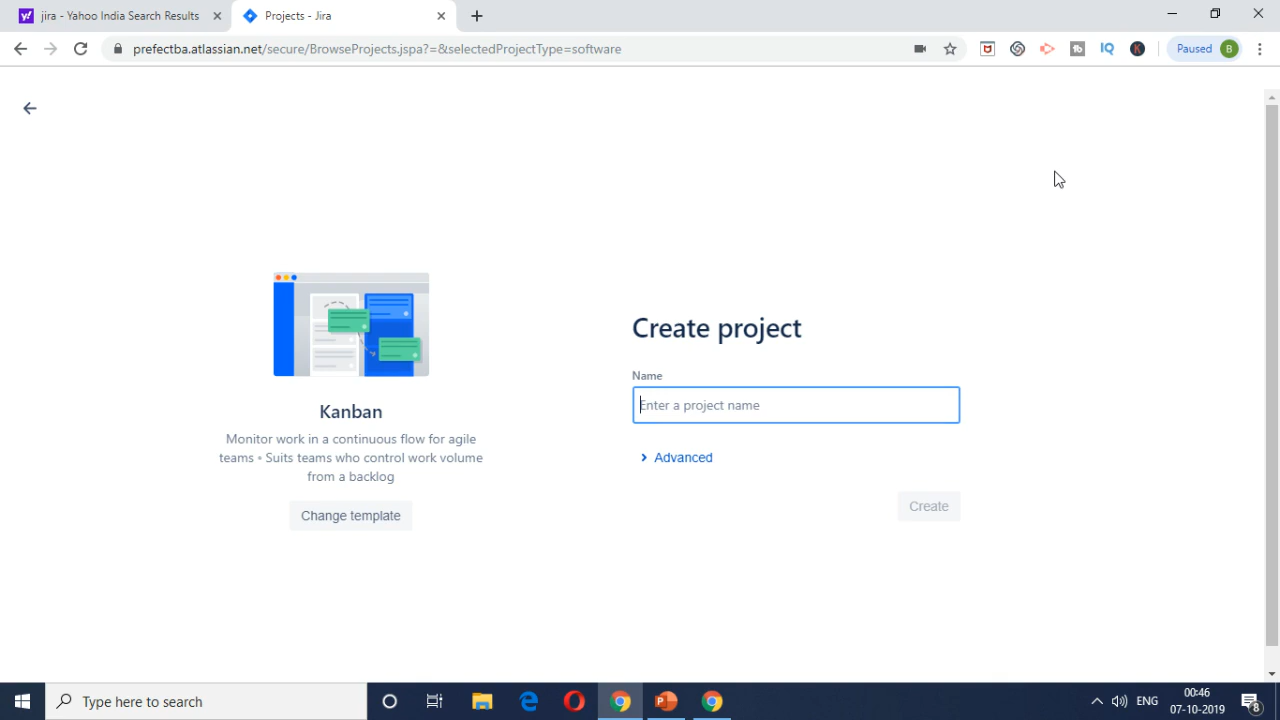 jira - Yahoo India Search Results
Projects - Jira
prefectba.atlassian.net/secure/BrowseProjects.jspa?=&selectedProjectType=software
IQ
K
Paused B
Create project
Name
Enter a project name
Advanced
Create
Kanban
Monitor work in a continuous flow for agile
teams • Suits teams who control work volume
from a backlog
Change template
Type here to search
ENG
00:46
07-10-2019
8